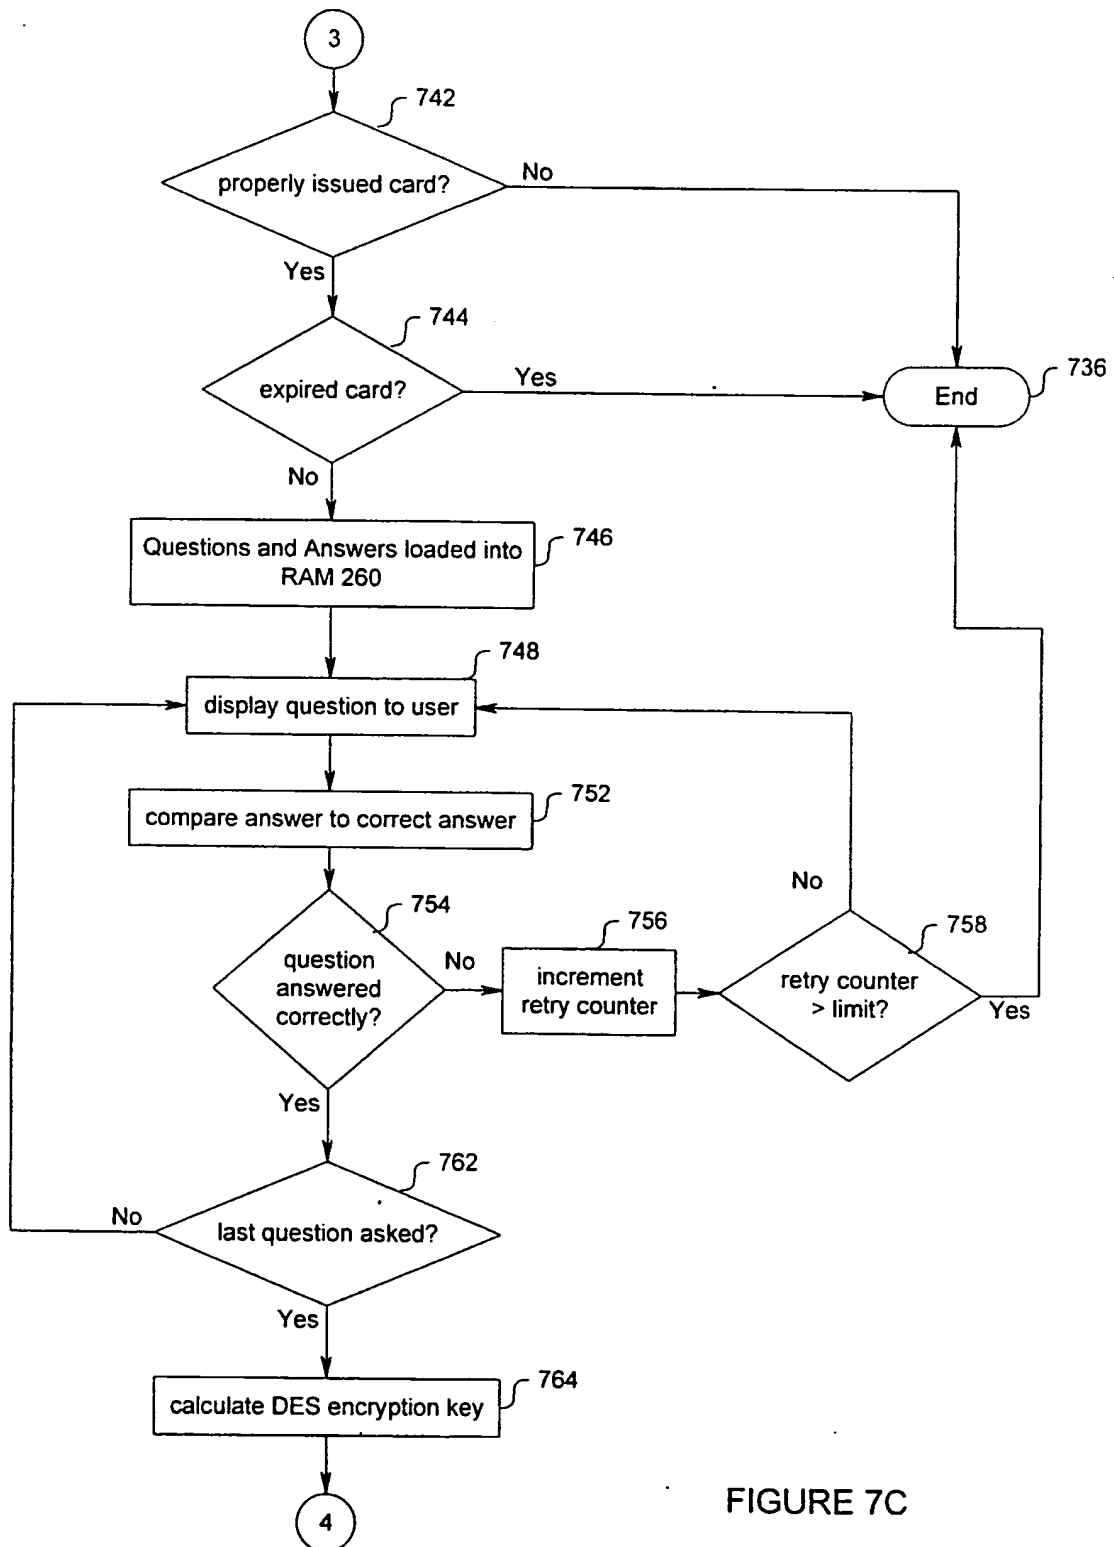 3
742
properly issued card?
No
Yes
744
expired card?
Yes
736
End
No
Questions and Answers loaded into
RAM 260
746
748
display question to user
752
compare answer to correct answer
No
754
question
answered
correctly?
No
756
increment
retry counter
758
retry counter
> limit?
Yes
Yes
762
No
last question asked?
Yes
764
calculate DES encryption key
4
FIGURE 7C